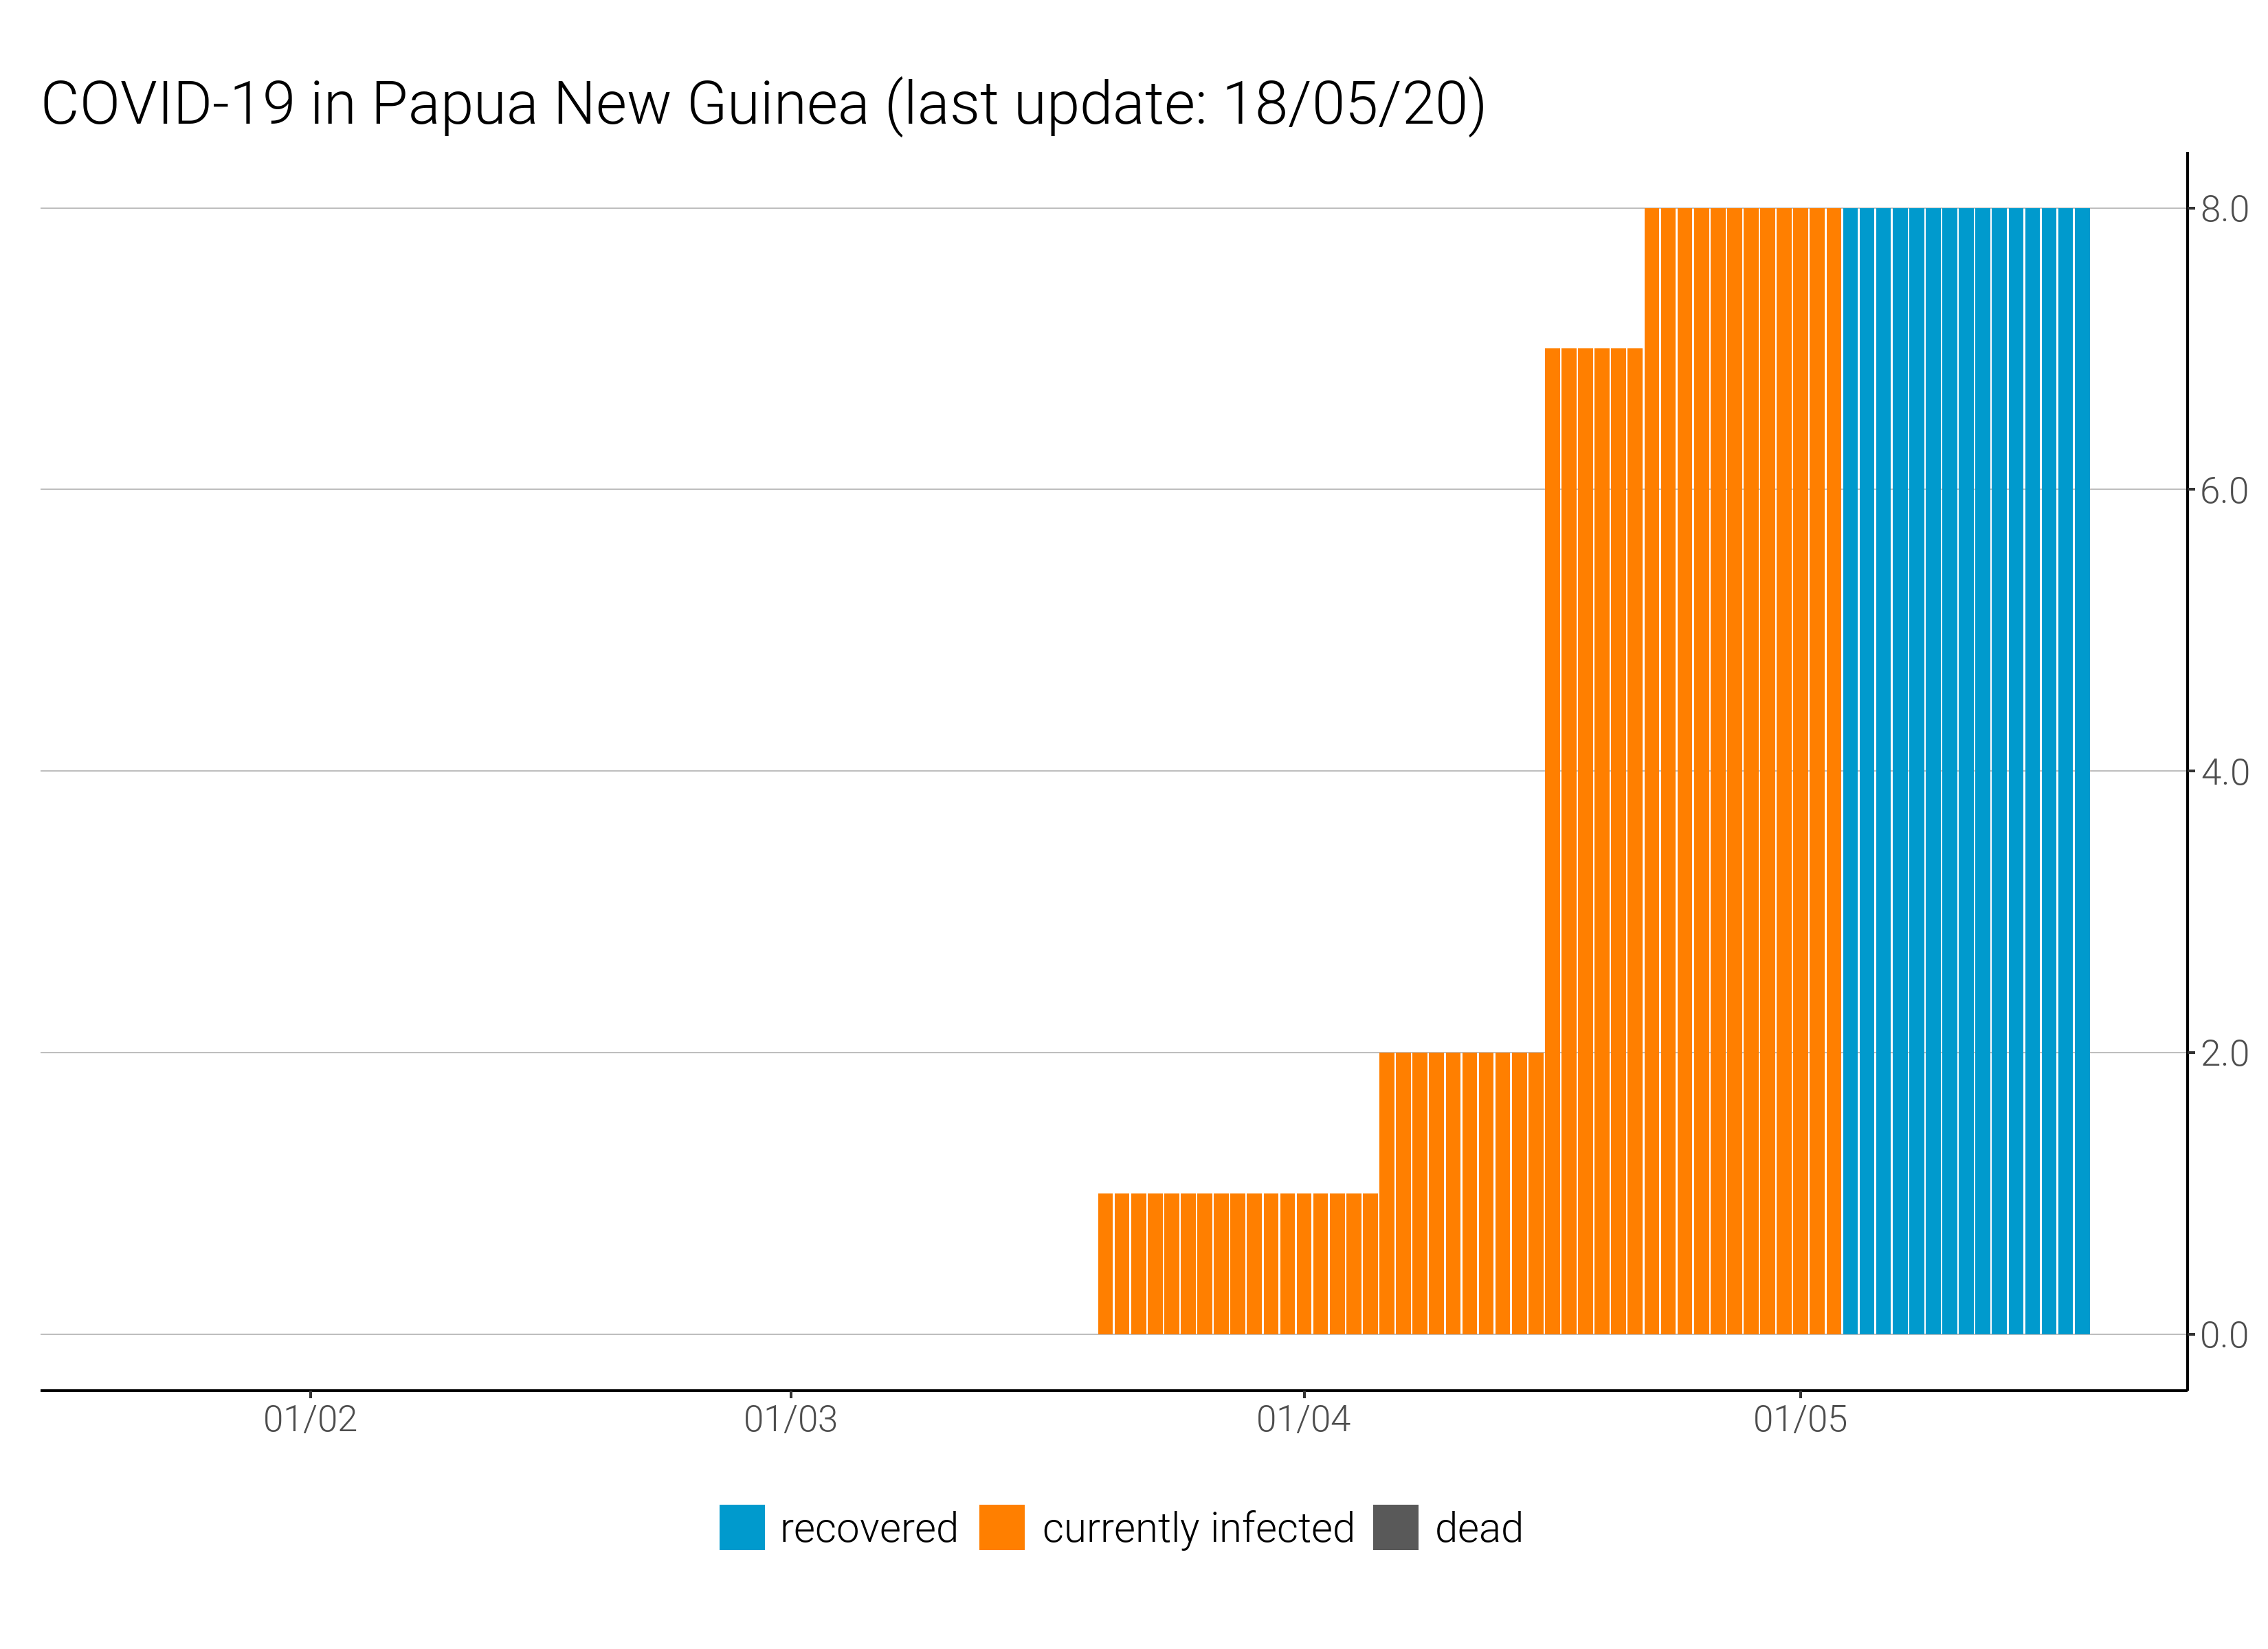 COVID-19 in Papua New Guinea (last update: 18/05/20)
8.0
6.0
4.0
2.0
0.0
01/02 01/03 01/04 01/05
recovered currently infected dead